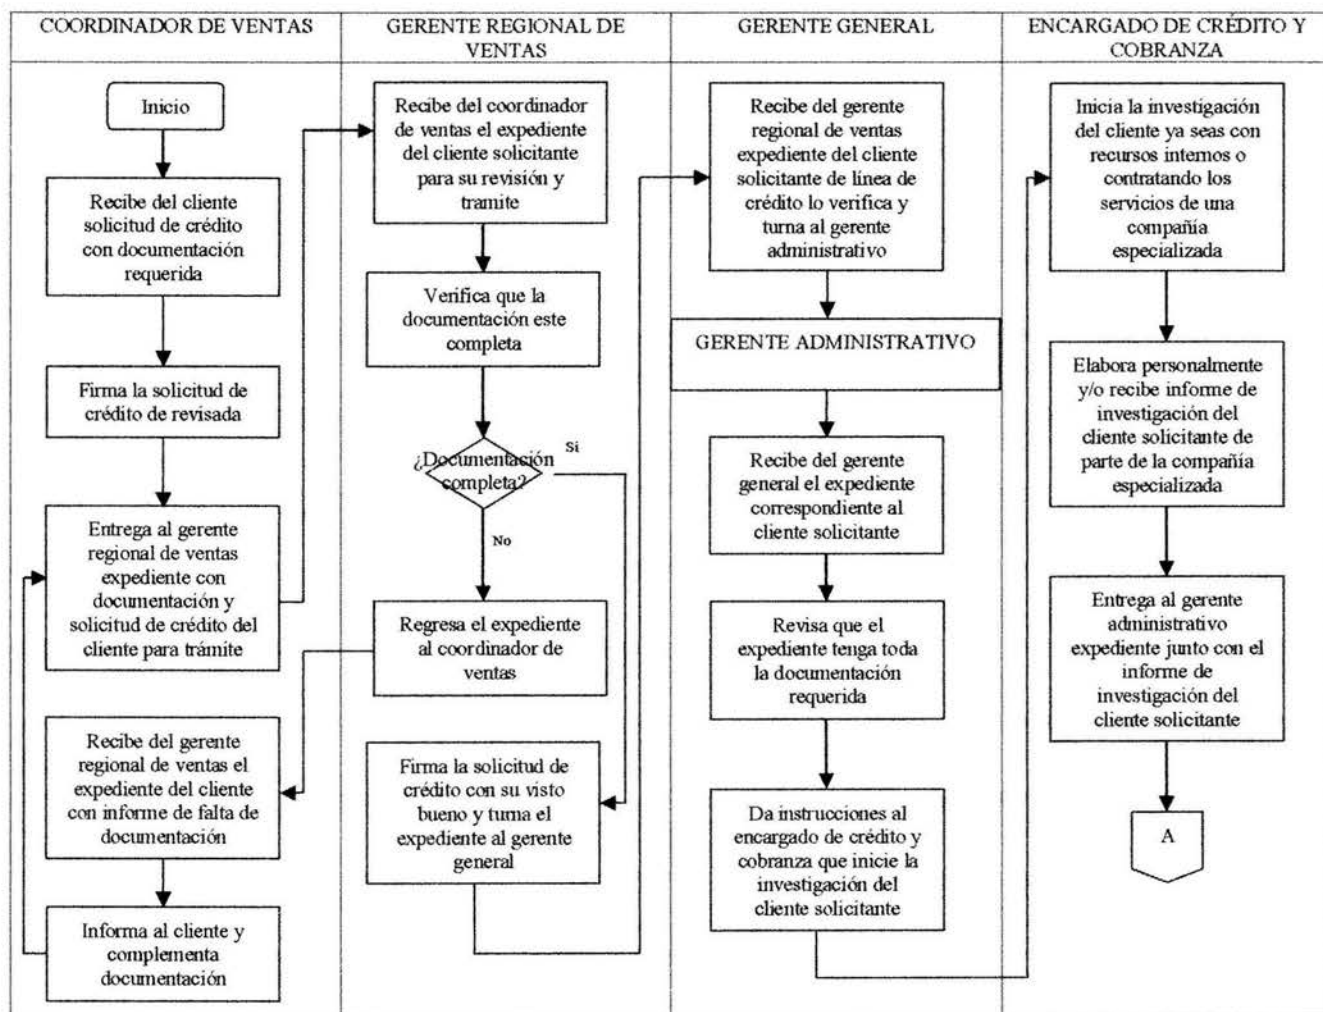 COORDINADOR DE VENTAS
Inicio
Recibe del cliente
solicitud de crédito
con documentación
requerida
Firma la solicitud de
crédito de revisada
Entrega al gerente
regional de ventas
expediente con
documentación y
solicitud de crédito del
cliente para trámite
Recibe del gerente
regional de ventas el
expediente del cliente
con informe de falta de
documentación
Informa al cliente y
complementa
documentación
GERENTE REGIONAL DE
VENTAS
Recibe del coordinador
de ventas el expediente
del cliente solicitante
para su revisión y
tramite
Verifica que la
documentación este
completa
¿Documentación
completa?
Si
No
Regresa el expediente
al coordinador de
ventas
Firma la solicitud de
crédito con su visto
bueno y turna el
expediente al gerente
general
GERENTE GENERAL
Recibe del gerente
regional de ventas
expediente del cliente
solicitante de línea de
crédito lo verifica y
turna al gerente
administrativo
GERENTE ADMINISTRATIVO
Recibe del gerente
general el expediente
correspondiente al
cliente solicitante
Revisa que el
expediente tenga toda
la documentación
requerida
Da instrucciones al
encargado de crédito y
cobranza que inicie la
investigación del
cliente solicitante
ENCARGADO DE CRÉDITO Y
COBRANZA
Inicia la investigación
del cliente ya seas con
recursos internos o
contratando los
servicios de una
compañía
especializada
Elabora personalmente
y/o recibe informe de
investigación del
cliente solicitante de
parte de la compañía
especializada
Entrega al gerente
administrativo
expediente junto con el
informe de
investigación del
cliente solicitante
A